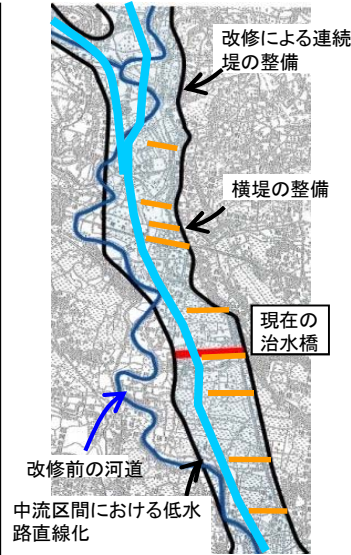 改修による連続
堤の整備
横堤の整備
現在の
治水橋
改修前の河道
中流区間における低水
路直線化